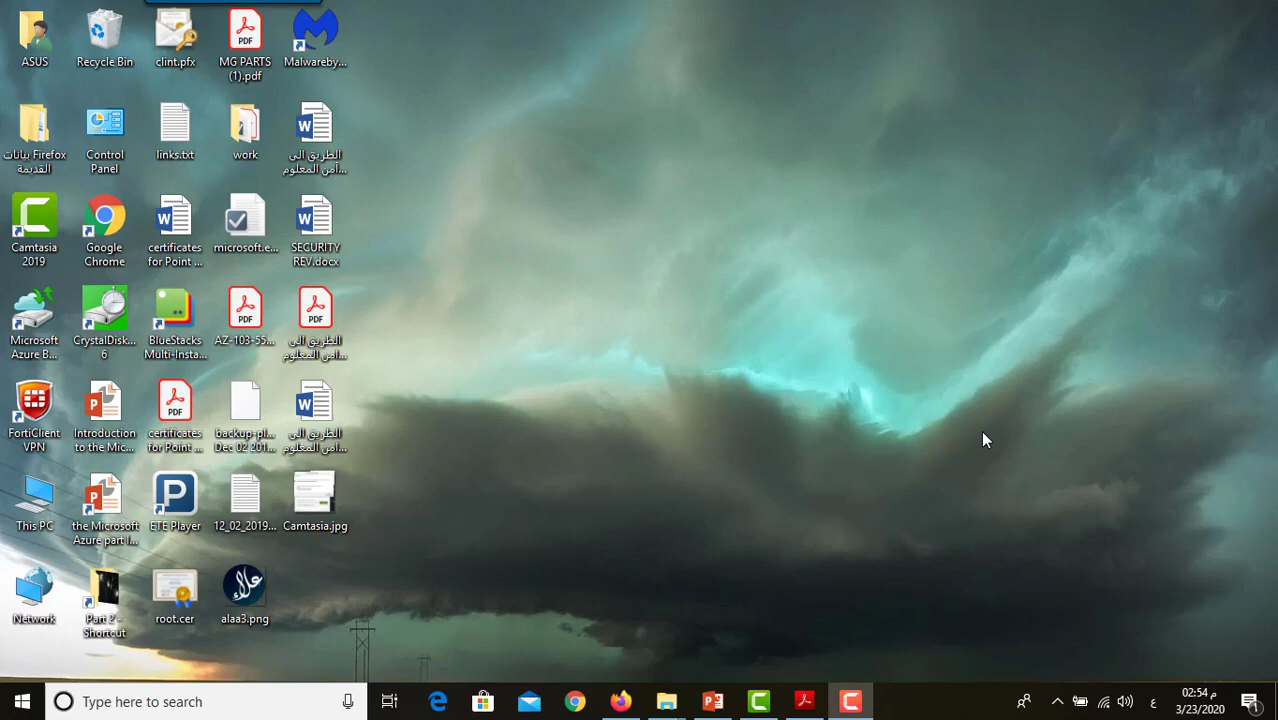 ASUS
Recycle Bin
clint.pfx
MG PARTS
(1).pdf
Malwareby...
بيانات Firefox
القديمة
Control
Panel
links.txt
work
الطريق الى
أمن المعلوم...
Camtasia
2019
Google
Chrome
certificates
for Point ...
microsoft.e...
SECURITY
REV.docx
Microsoft
Azure B...
CrystalDisk...
6
BlueStacks
Multi-Insta...
AZ-103-55...
الطريق الى
امن المعلوم...
FortiClient
VPN
Introduction
to the Mic...
certificates
for Point ...
backup-pl...
Dec 02 201...
الطريق الى
أمن المعلوم...
This PC
the Microsoft
Azure part I...
ETE Player
12_02_2019...
Camtasia.jpg
Network
Part 2 -
Shortcut
root.cer
علاء
alaa3.png
Type here to search
ع
02:54 م
3/23/2020
1